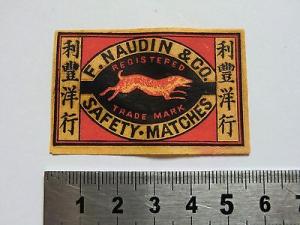 F. NAUDIN & CO.
REGISTERED
TRADE MARK
SAFETY·MATCHES
利豐洋行
利豐洋行
1 2 3 4 5 6 7